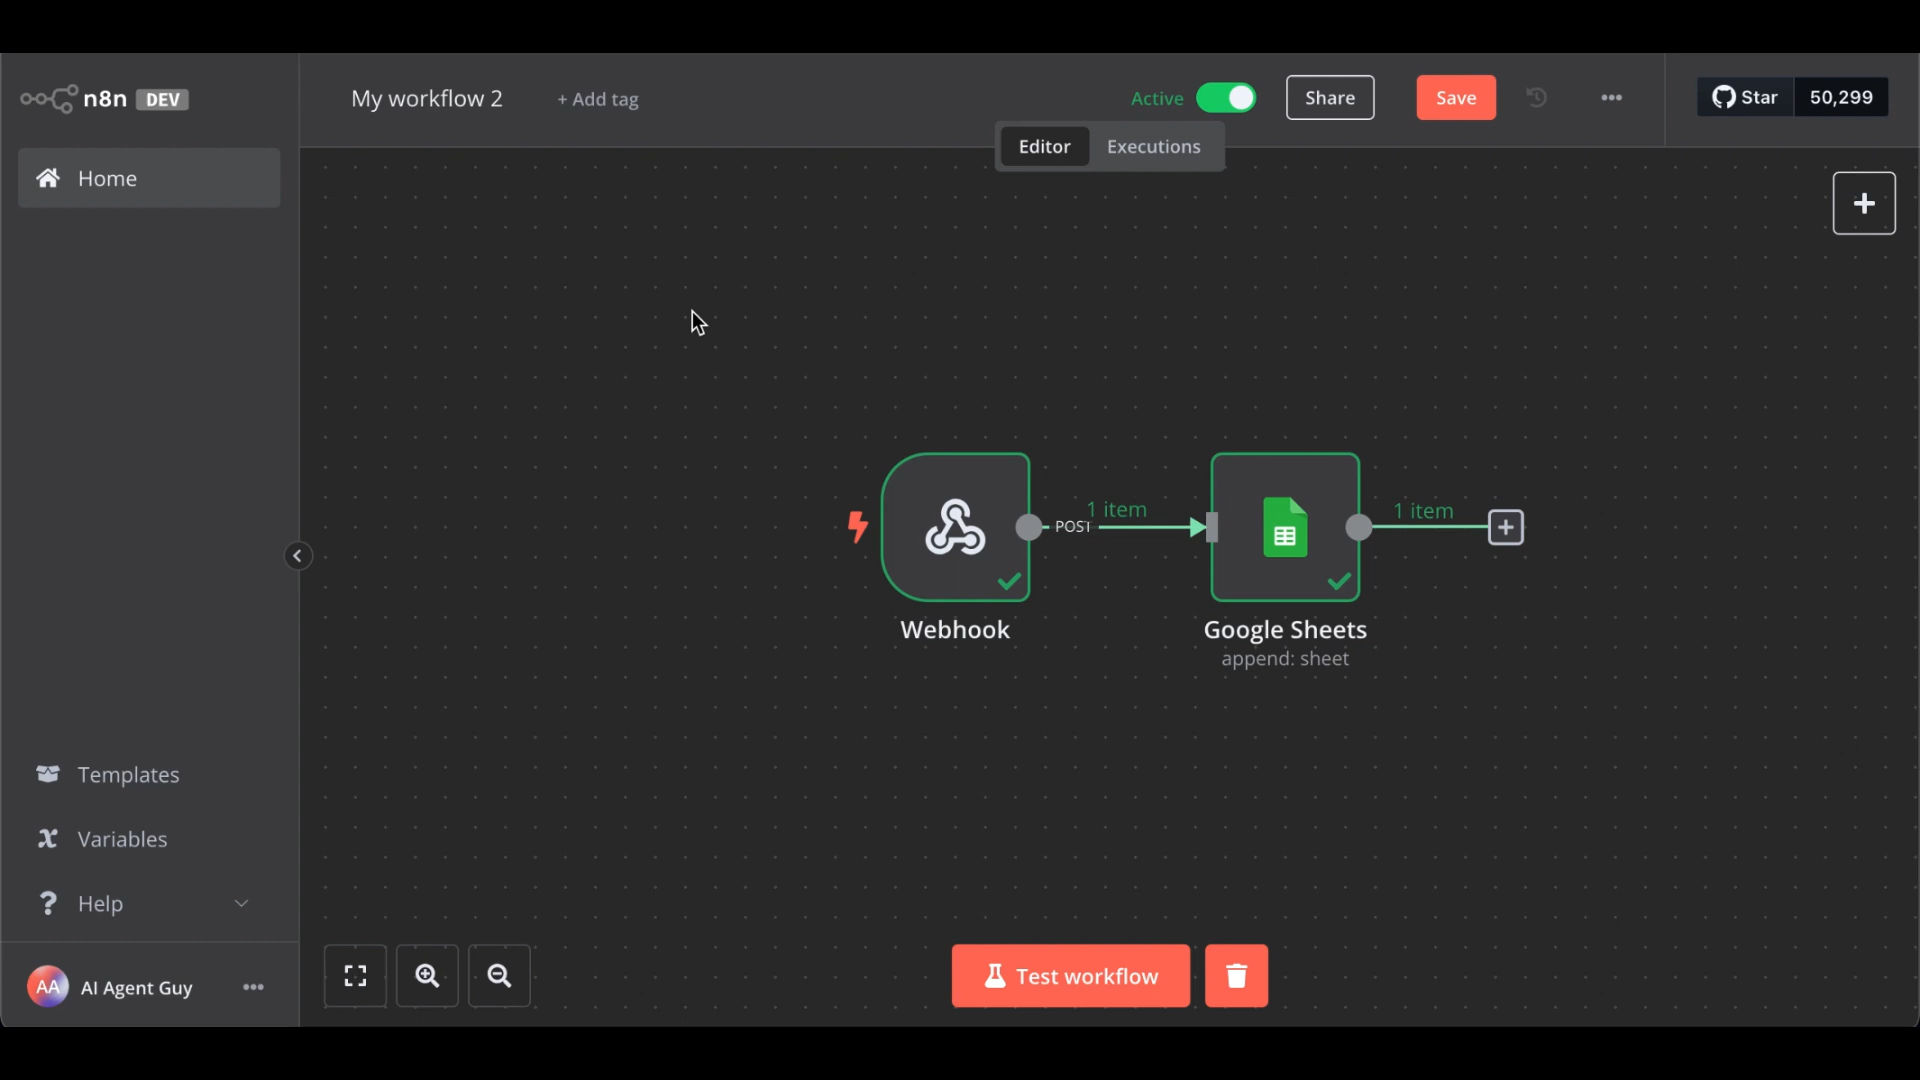 n8n DEV
My workflow 2
+ Add tag
Active
Share
Save
Star
50,299
Editor
Executions
Home
1 item
POST
1 item
Webhook
Google Sheets
append: sheet
Templates
Variables
Help
AA
AI Agent Guy
Test workflow